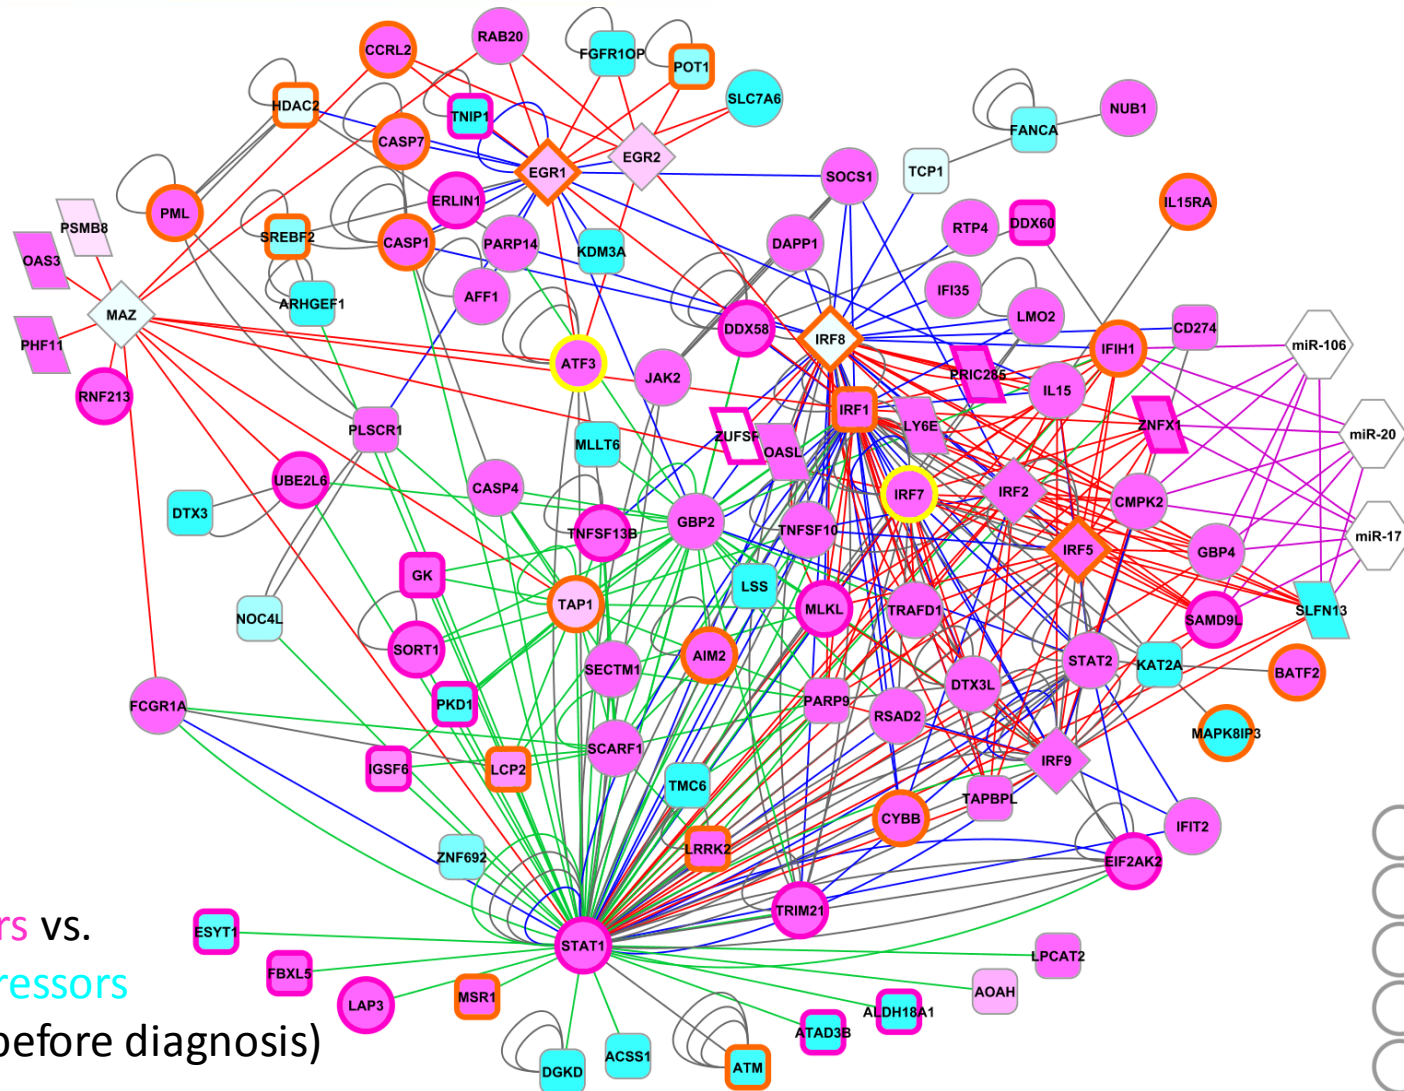 CCRL2
RAB20
FGFR1OP
POT1
SLC7A6
HDAC2
TNIP1
FANCA
NUB1
CASP7
EGR1
EGR2
SOCS1
TCP1
PML
ERLIN1
IL15RA
PSMB8
OAS3
SREBF2
CASP1
PARP14
KDM3A
DAPP1
RTP4
DDX60
MAZ
ARHGEF1
AFF1
IFI35
LMO2
CD274
PHF11
DDX58
IRF8
IFIH1
miR-106
RNF213
ATF3
JAK2
PRIC285
IL15
PLSCR1
MLLT6
ZUFSP
OASL
IRF1
LY6E
ZNFX1
miR-20
UBE2L6
CASP4
IRF7
IRF2
CMPK2
DTX3
TNFSF13B
GBP2
TNFSF10
IRF5
GBP4
miR-17
GK
TAP1
LSS
MLKL
TRAFD1
SAMD9L
SLFN13
NOC4L
SORT1
SECTM1
AIM2
DTX3L
STAT2
KAT2A
BATF2
FCGR1A
PKD1
PARP9
RSAD2
MAPK8IP3
IGSF6
LCP2
SCARF1
TMC6
IRF9
CYBB
TAPBPL
ZNF692
LRRK2
IFIT2
EIF2AK2
TRIM21
rs vs.
ESYT1
STAT1
FBXL5
LPCAT2
ressors
LAP3
MSR1
AOAH
ALDH18A1
before diagnosis)
ATAD3B
DGKD
ACSS1
ATM